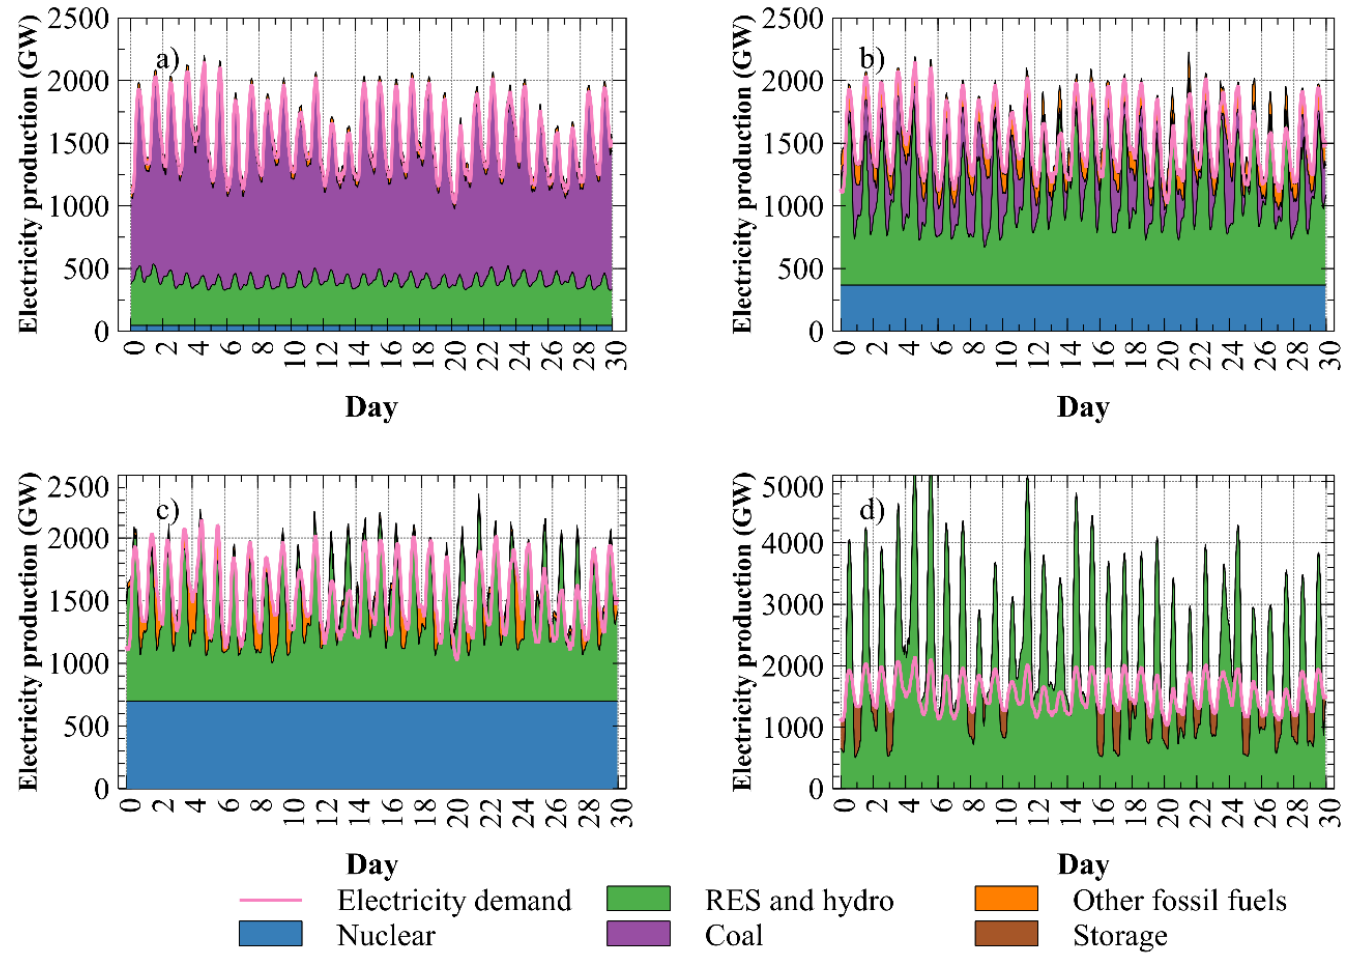 a)
Electricity production (GW)
2500
2000
1500
1000
500
0
0 2 4 6 8 10 12 14 16 18 20 22 24 26 28 30
Day
b)
Electricity production (GW)
2500
2000
1500
1000
500
0
0 2 4 6 8 10 12 14 16 18 20 22 24 26 28 30
Day
c)
Electricity production (GW)
2500
2000
1500
1000
500
0
0 2 4 6 8 10 12 14 16 18 20 22 24 26 28 30
Day
d)
Electricity production (GW)
5000
4000
3000
2000
1000
0
0 2 4 6 8 10 12 14 16 18 20 22 24 26 28 30
Day
Electricity demand
RES and hydro
Other fossil fuels
Nuclear
Coal
Storage